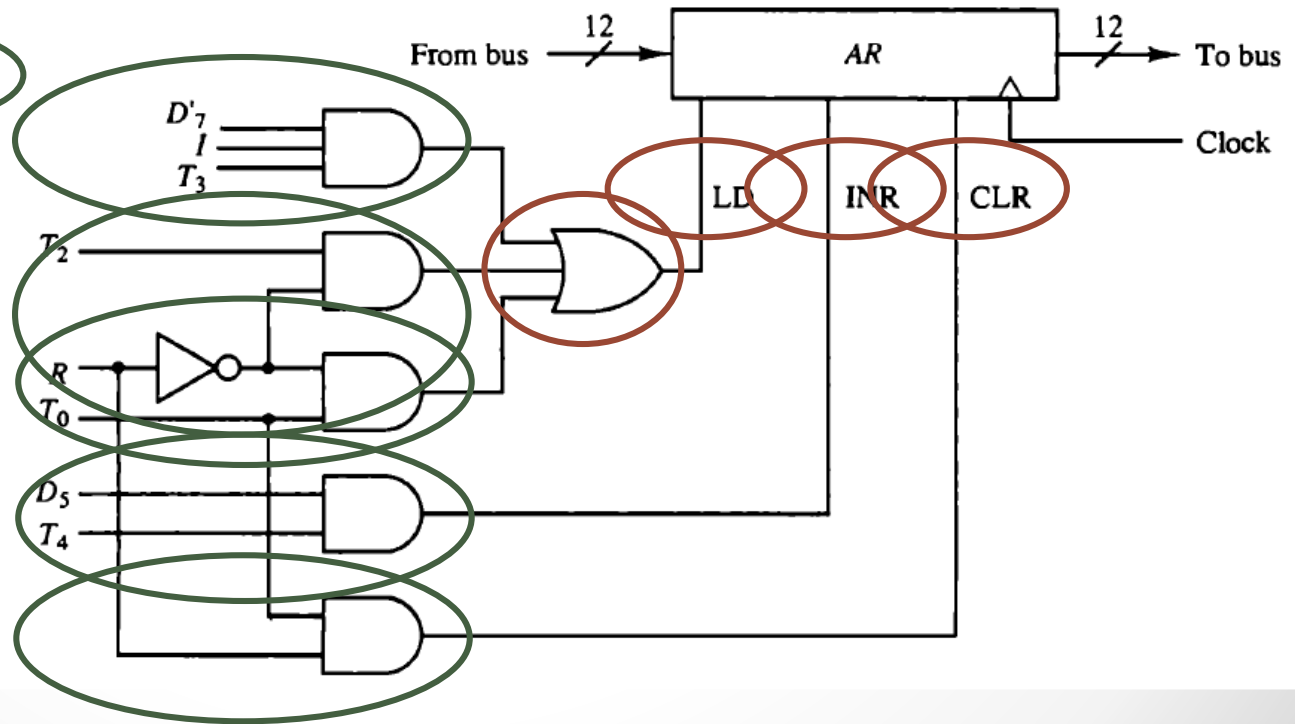 12
12
From bus
AR
To bus
D'₇
I
T₃
Clock
LD
INR
CLR
T₂
R
T₀
D₅
T₄